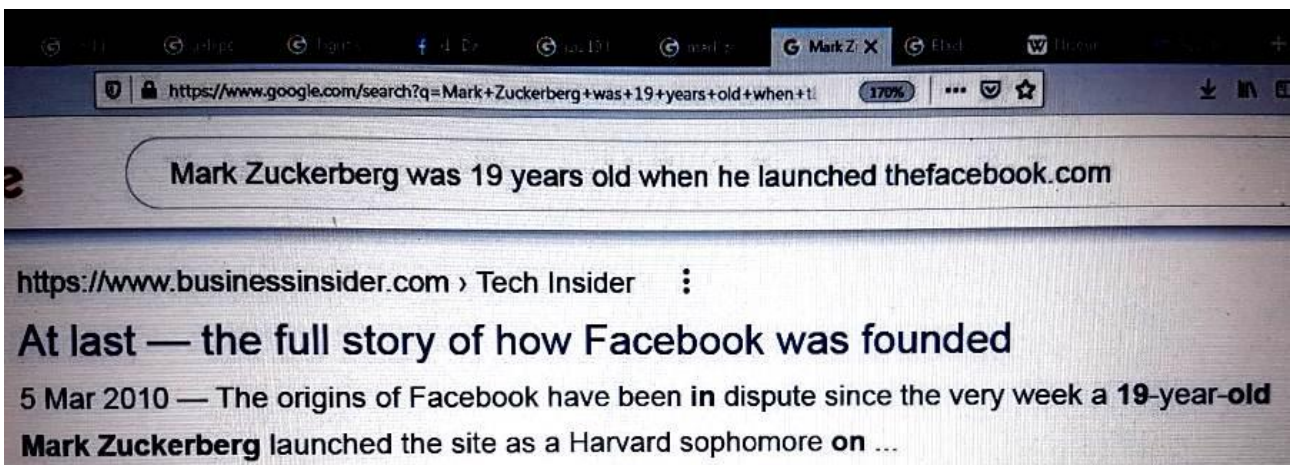 Mark Z
https://www.google.com/search?q=Mark+Zuckerberg+was+19+years+old+when+t
170%
e
Mark Zuckerberg was 19 years old when he launched thefacebook.com
https://www.businessinsider.com › Tech Insider
At last — the full story of how Facebook was founded
5 Mar 2010 — The origins of Facebook have been in dispute since the very week a 19-year-old
Mark Zuckerberg launched the site as a Harvard sophomore on ...